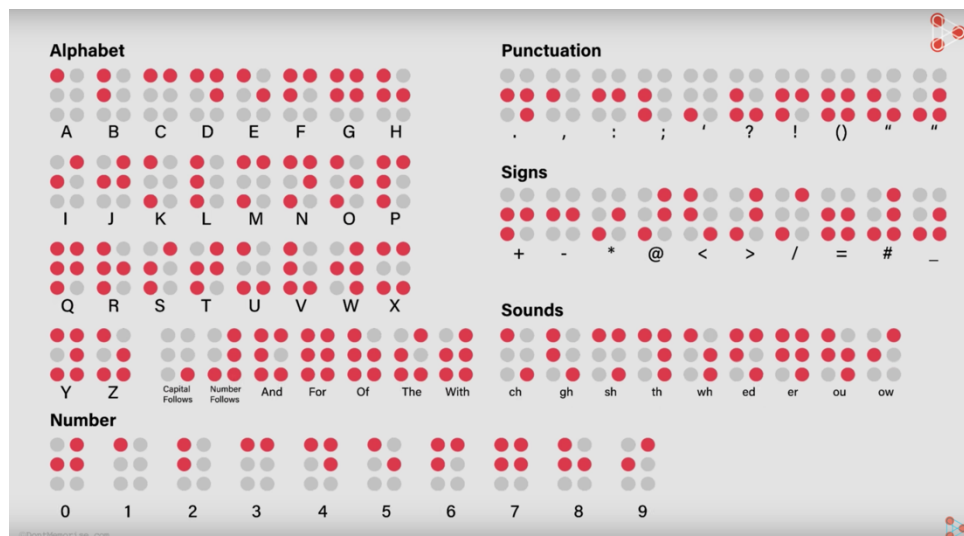 Alphabet
A B C D E F G H
I J K L M N O P
Q R S T U V W X
Y Z Capital Follows Number Follows And For Of The With
Number
0 1 2 3 4 5 6 7 8 9
Punctuation
. , : ; ‘ ? ! () “ “
Signs
+ - * @ < > / = # _
Sounds
ch gh sh th wh ed er ou ow